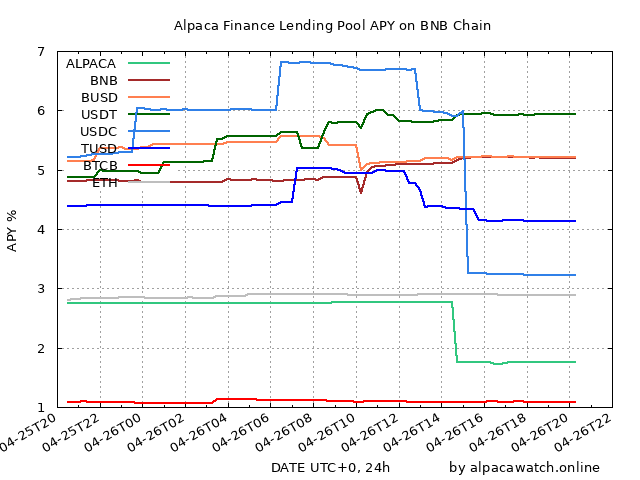 Alpaca Finance Lending Pool APY on BNB Chain
7
6
5
4
3
2
1
APY %
ALPACA
BNB
BUSD
USDT
USDC
TUSD
BTCB
ETH
04-25T20
04-25T22
04-26T00
04-26T02
04-26T04
04-26T06
04-26T08
04-26T10
04-26T12
04-26T14
04-26T16
04-26T18
04-26T20
04-26T22
DATE UTC+0, 24h
by alpacawatch.online